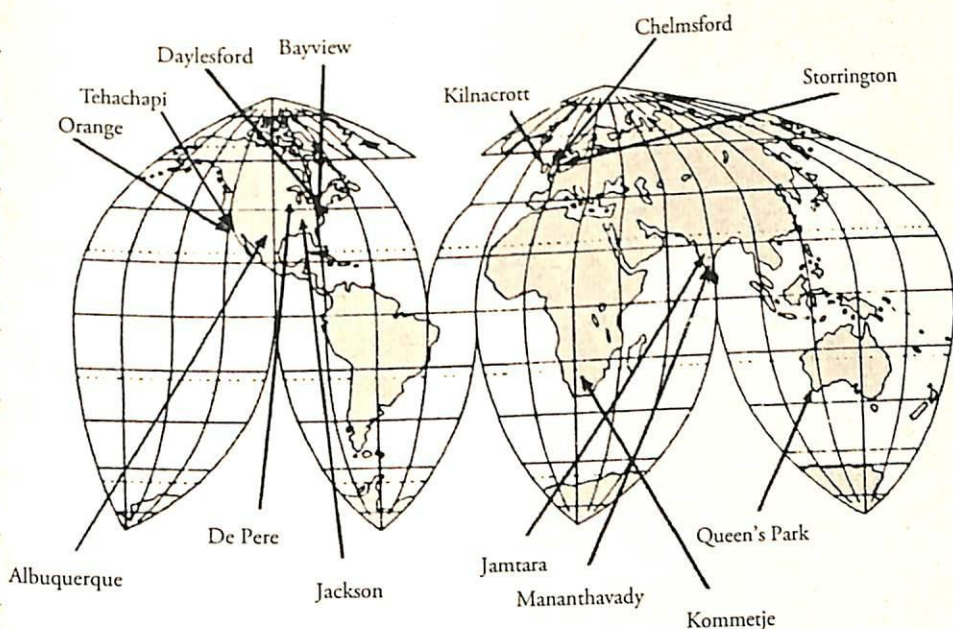 Chelmsford
Daylesford
Bayview
Storrington
Tehachapi
Kilnacrott
Orange
De Pere
Queen's Park
Albuquerque
Jamtara
Jackson
Mananthavady
Kommetje